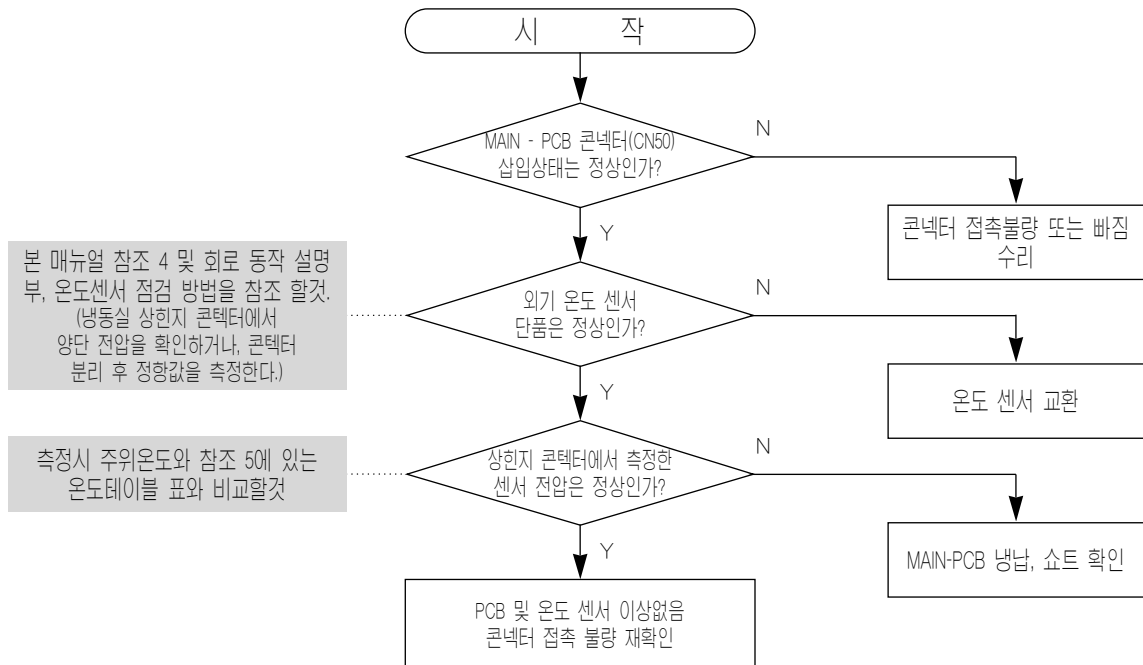 시 작
MAIN - PCB 콘넥터(CN50)
삽입상태는 정상인가?
N
콘넥터 접촉불량 또는 빠짐
수리
Y
본 매뉴얼 참조 4 및 회로 동작 설명
부, 온도센서 점검 방법을 참조 할것.
(냉동실 상힌지 콘텍터에서
양단 전압을 확인하거나, 콘텍터
분리 후 정항값을 측정한다.)
외기 온도 센서
단품은 정상인가?
N
온도 센서 교환
Y
측정시 주위온도와 참조 5에 있는
온도테이블 표와 비교할것
상힌지 콘텍터에서 측정한
센서 전압은 정상인가?
N
MAIN-PCB 냉납, 쇼트 확인
Y
PCB 및 온도 센서 이상없음
콘넥터 접촉 불량 재확인